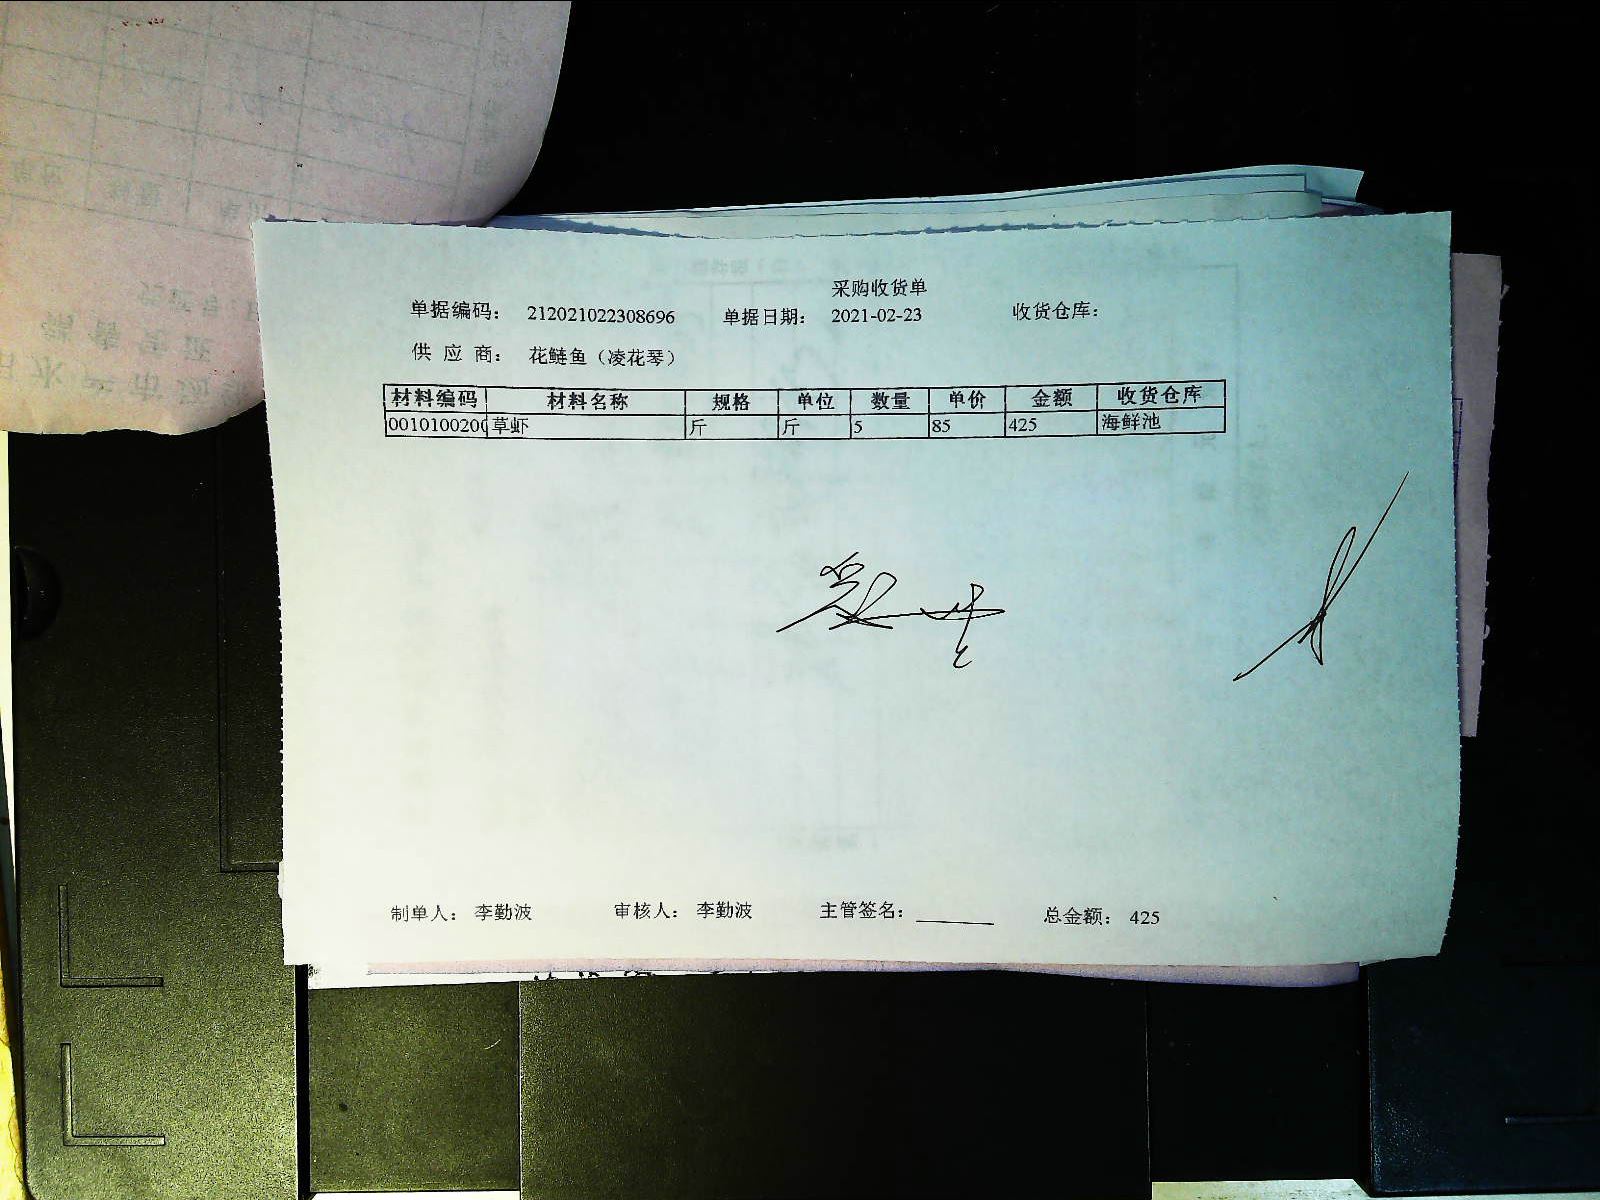 采购收货单
单据编码： 212021022308696 单据日期： 2021-02-23 收货仓库：
供 应 商： 花鲢鱼（凌花琴）
材料编码 材料名称 规格 单位 数量 单价 金额 收货仓库
0010100200 草虾 斤 斤 5 85 425 海鲜池
制单人： 李勤波 审核人： 李勤波 主管签名： 总金额： 425